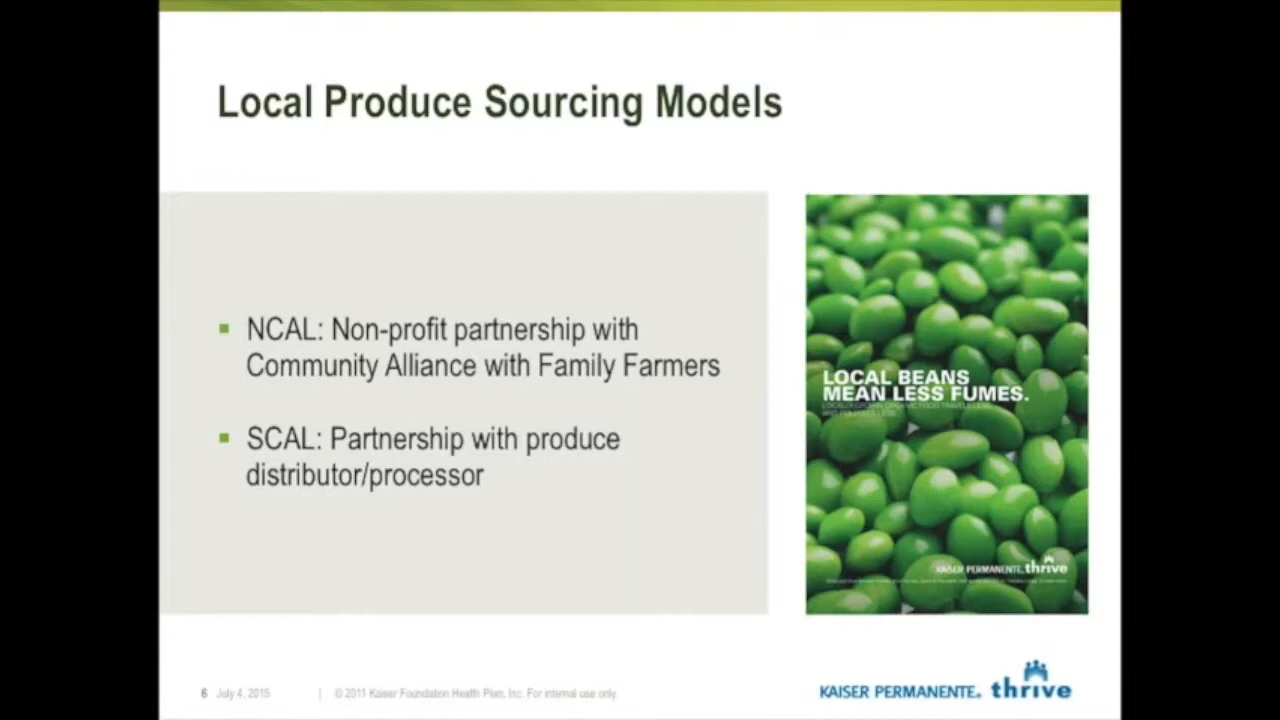 Local Produce Sourcing Models
NCAL: Non-profit partnership with
Community Alliance with Family Farmers
SCAL: Partnership with produce
distributor/processor
LOCAL BEANS
MEAN LESS FUMES.
KAISER PERMANENTE. thrive
6 July 4, 2015 | © 2011 Kaiser Foundation Health Plan, Inc. For internal use only.
KAISER PERMANENTE. thrive